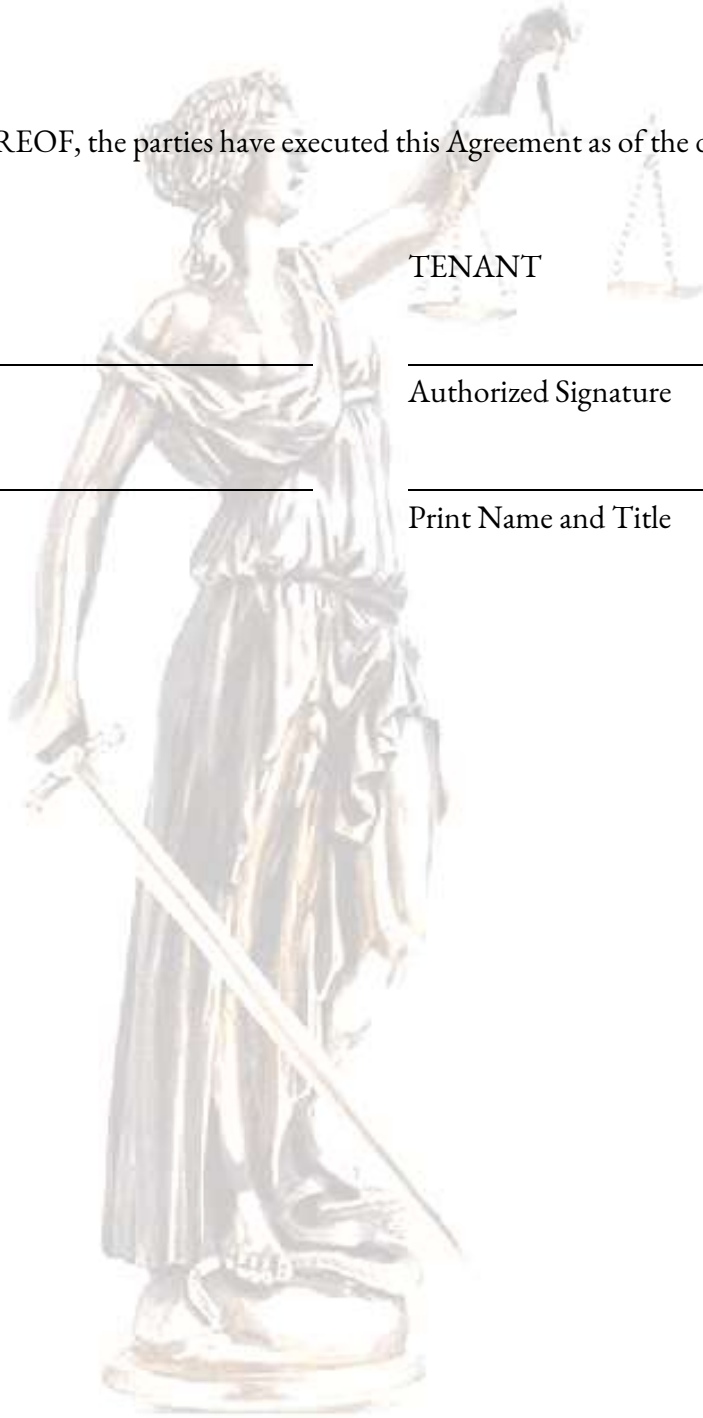 REOF, the parties have executed this Agreement as of the
TENANT
Authorized Signature
Print Name and Title